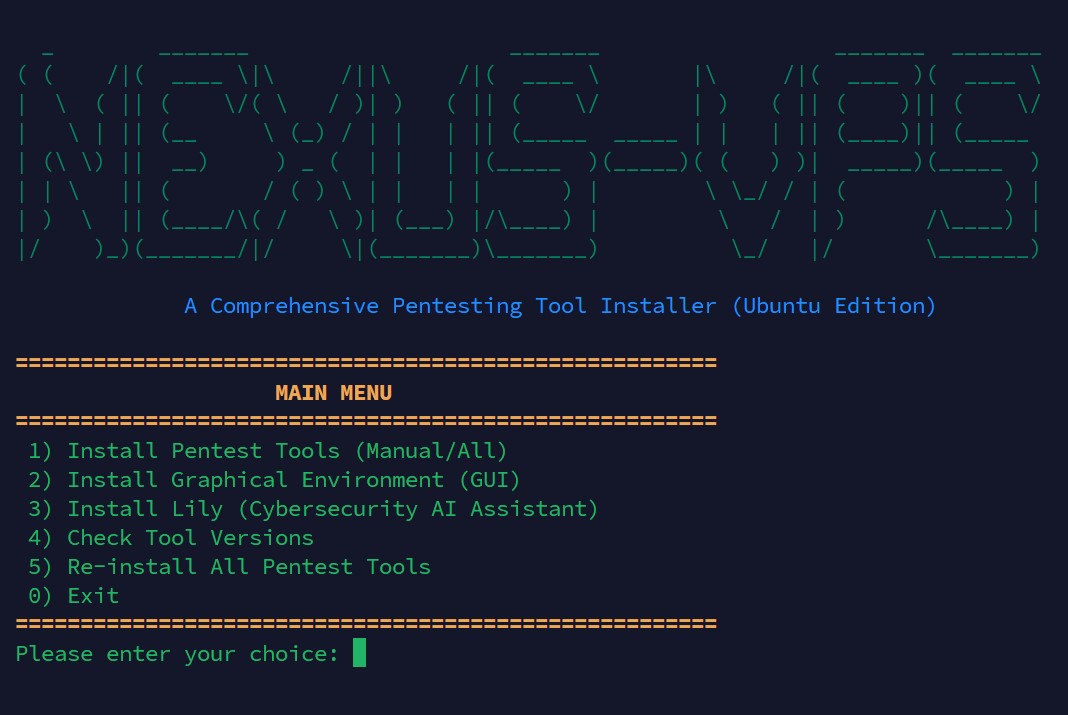 NEXUS-VPS
A Comprehensive Pentesting Tool Installer (Ubuntu Edition)
======================================================
MAIN MENU
======================================================
1) Install Pentest Tools (Manual/All)
2) Install Graphical Environment (GUI)
3) Install Lily (Cybersecurity AI Assistant)
4) Check Tool Versions
5) Re-install All Pentest Tools
0) Exit
======================================================
Please enter your choice: